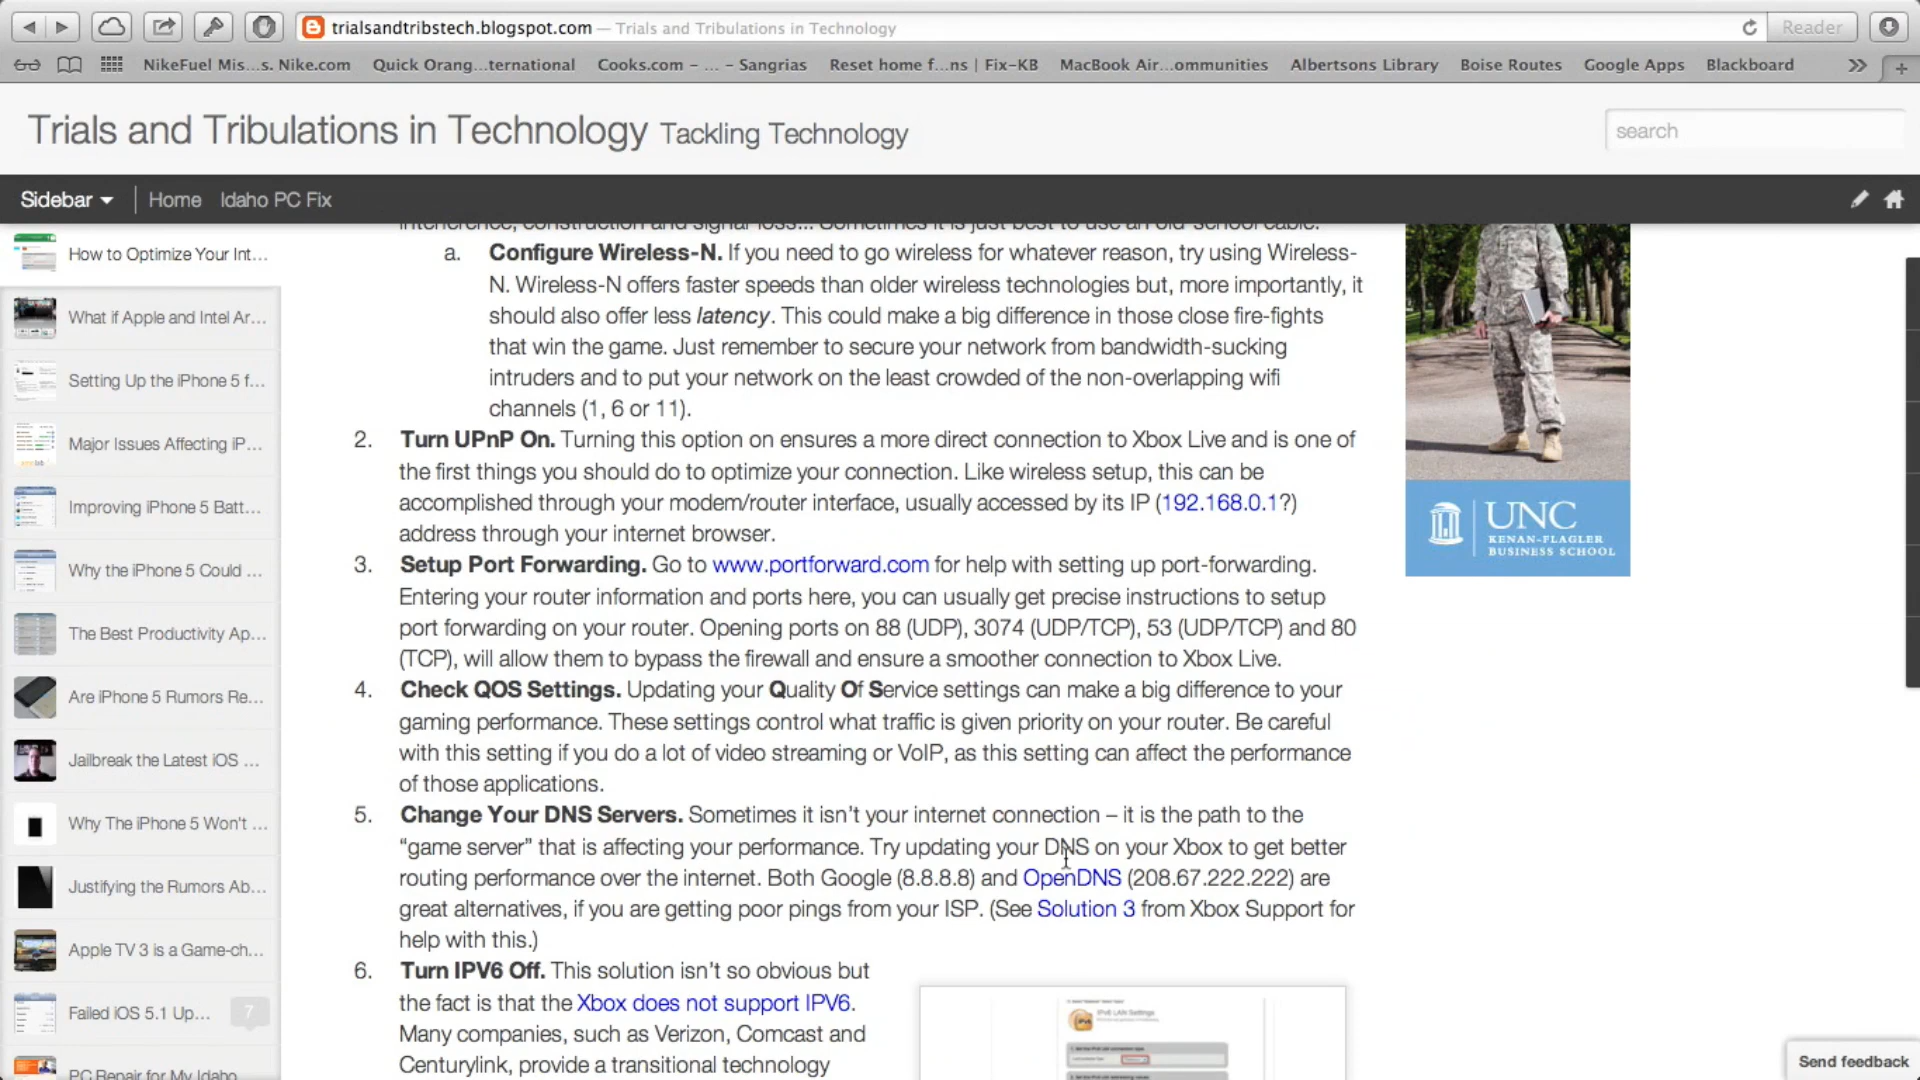 trialsandtribstech.blogspot.com — Trials and Tribulations in Technology
Reader
NikeFuel Mis...s. Nike.com Quick Orang...ternational Cooks.com – ... – Sangrias Reset home f...ns | Fix-KB MacBook Air...ommunities Albertsons Library Boise Routes Google Apps Blackboard
Trials and Tribulations in Technology Tackling Technology
search
Sidebar Home Idaho PC Fix
How to Optimize Your Int...
What if Apple and Intel Ar...
Setting Up the iPhone 5 f...
Major Issues Affecting iP...
Improving iPhone 5 Batt...
Why the iPhone 5 Could ...
The Best Productivity Ap...
Are iPhone 5 Rumors Re...
Jailbreak the Latest iOS ...
Why The iPhone 5 Won't ...
Justifying the Rumors Ab...
Apple TV 3 is a Game-ch...
Failed iOS 5.1 Up... 7
PC Repair for My Idaho
interference, construction and signal loss... Sometimes it is just best to use an old-school cable.
a. Configure Wireless-N. If you need to go wireless for whatever reason, try using Wireless-
N. Wireless-N offers faster speeds than older wireless technologies but, more importantly, it
should also offer less latency. This could make a big difference in those close fire-fights
that win the game. Just remember to secure your network from bandwidth-sucking
intruders and to put your network on the least crowded of the non-overlapping wifi
channels (1, 6 or 11).
2. Turn UPnP On. Turning this option on ensures a more direct connection to Xbox Live and is one of
the first things you should do to optimize your connection. Like wireless setup, this can be
accomplished through your modem/router interface, usually accessed by its IP (192.168.0.1?)
address through your internet browser.
3. Setup Port Forwarding. Go to www.portforward.com for help with setting up port-forwarding.
Entering your router information and ports here, you can usually get precise instructions to setup
port forwarding on your router. Opening ports on 88 (UDP), 3074 (UDP/TCP), 53 (UDP/TCP) and 80
(TCP), will allow them to bypass the firewall and ensure a smoother connection to Xbox Live.
4. Check QOS Settings. Updating your Quality Of Service settings can make a big difference to your
gaming performance. These settings control what traffic is given priority on your router. Be careful
with this setting if you do a lot of video streaming or VoIP, as this setting can affect the performance
of those applications.
5. Change Your DNS Servers. Sometimes it isn't your internet connection – it is the path to the
"game server" that is affecting your performance. Try updating your DNS on your Xbox to get better
routing performance over the internet. Both Google (8.8.8.8) and OpenDNS (208.67.222.222) are
great alternatives, if you are getting poor pings from your ISP. (See Solution 3 from Xbox Support for
help with this.)
6. Turn IPV6 Off. This solution isn't so obvious but
the fact is that the Xbox does not support IPV6.
Many companies, such as Verizon, Comcast and
Centurylink, provide a transitional technology
IPv6 LAN Settings
UNC
KENAN-FLAGLER
BUSINESS SCHOOL
Send feedback